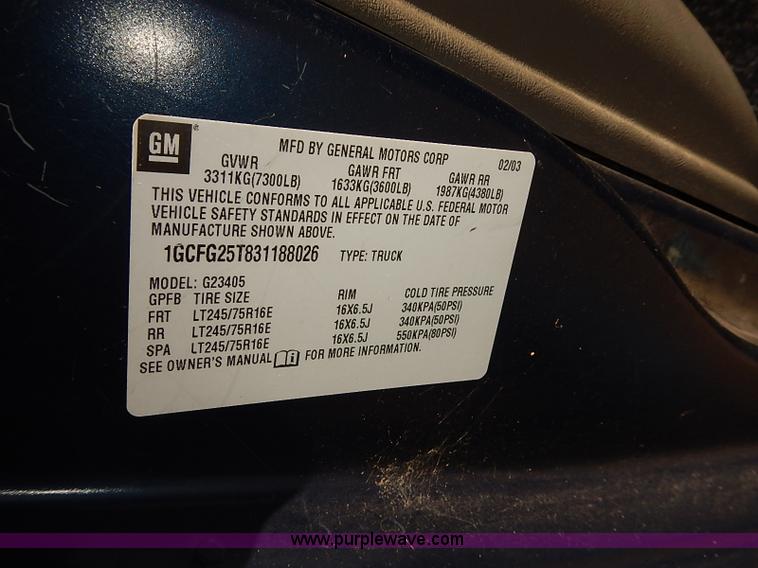 GM ® MFD BY GENERAL MOTORS CORP 02/03
GVWR GAWR FRT GAWR RR
3311KG(7300LB) 1633KG(3600LB) 1987KG(4380LB)
THIS VEHICLE CONFORMS TO ALL APPLICABLE U.S. FEDERAL MOTOR
VEHICLE SAFETY STANDARDS IN EFFECT ON THE DATE OF
MANUFACTURE SHOWN ABOVE.
1GCFG25T831188026 TYPE: TRUCK
MODEL: G23405
GPFB TIRE SIZE RIM COLD TIRE PRESSURE
FRT LT245/75R16E 16X6.5J 340KPA(50PSI)
RR LT245/75R16E 16X6.5J 340KPA(50PSI)
SPA LT245/75R16E 16X6.5J 550KPA(80PSI)
SEE OWNER'S MANUAL FOR MORE INFORMATION.
www.purplewave.com